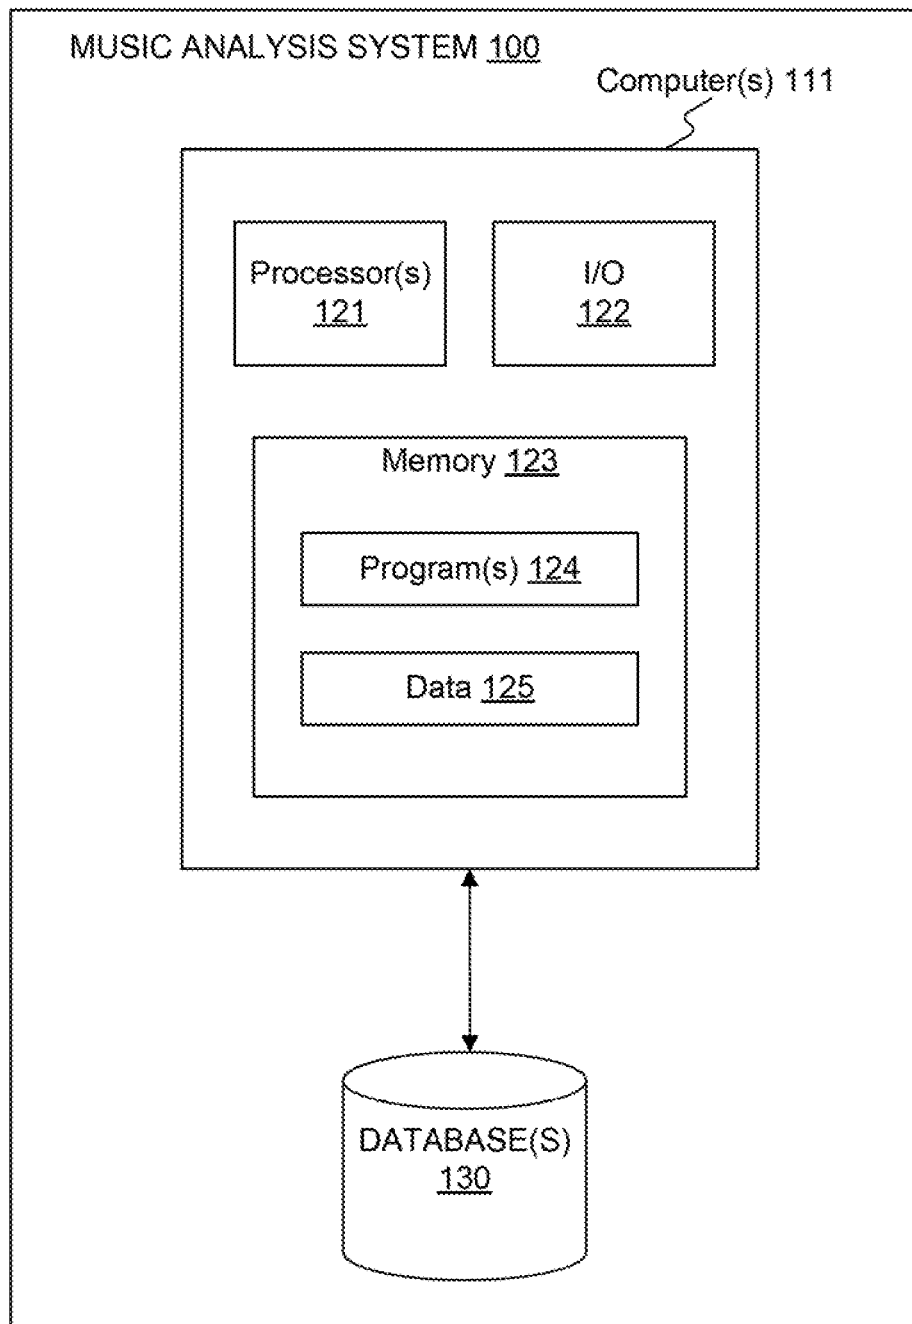 MUSIC ANALYSIS SYSTEM 100
Computer(s) 111
Processor(s)
121
I/O
122
Memory 123
Program(s) 124
Data 125
DATABASE(S)
130